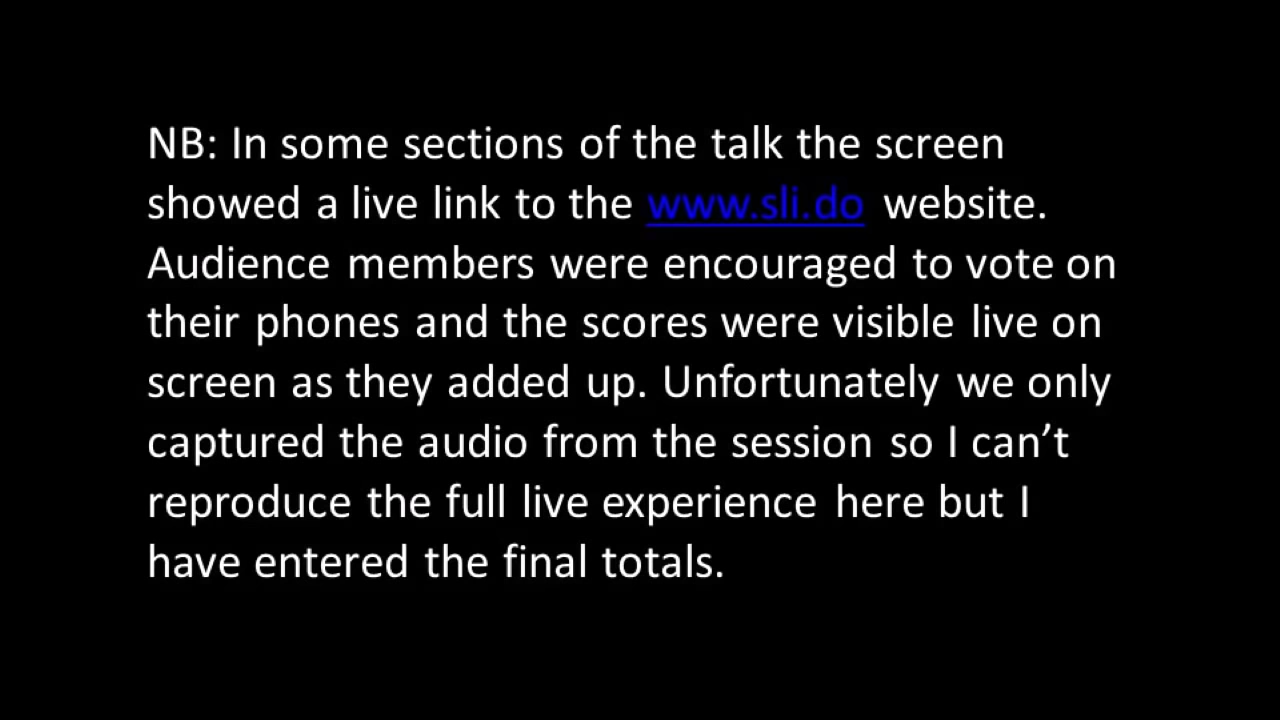 NB: In some sections of the talk the screen
showed a live link to the www.sli.do website.
Audience members were encouraged to vote on
their phones and the scores were visible live on
screen as they added up. Unfortunately we only
captured the audio from the session so I can’t
reproduce the full live experience here but I
have entered the final totals.